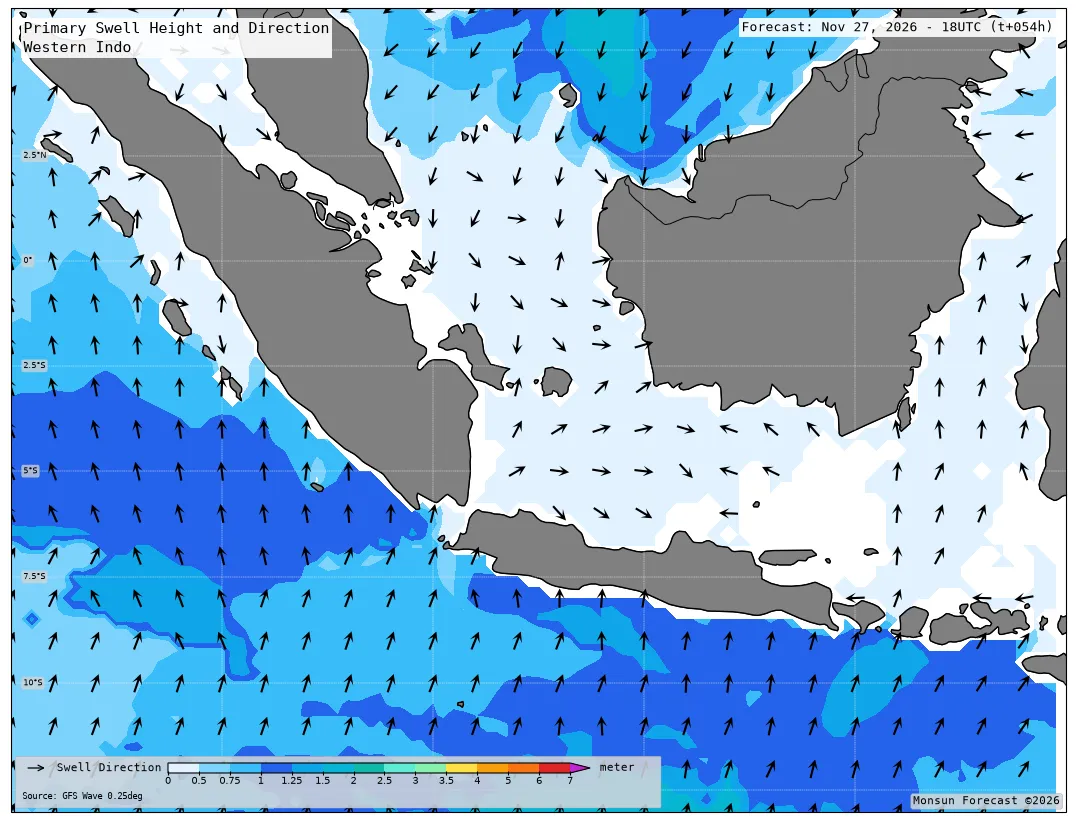 Primary Swell Height and Direction
Western Indo
Forecast: Nov 27, 2026 - 18UTC (t+054h)
2.5°N
0°
2.5°S
5°S
7.5°S
10°S
Swell Direction
0 0.5 0.75 1 1.25 1.5 2 2.5 3 3.5 4 5 6 7
meter
Source: GFS Wave 0.25deg
Monsun Forecast ©2026